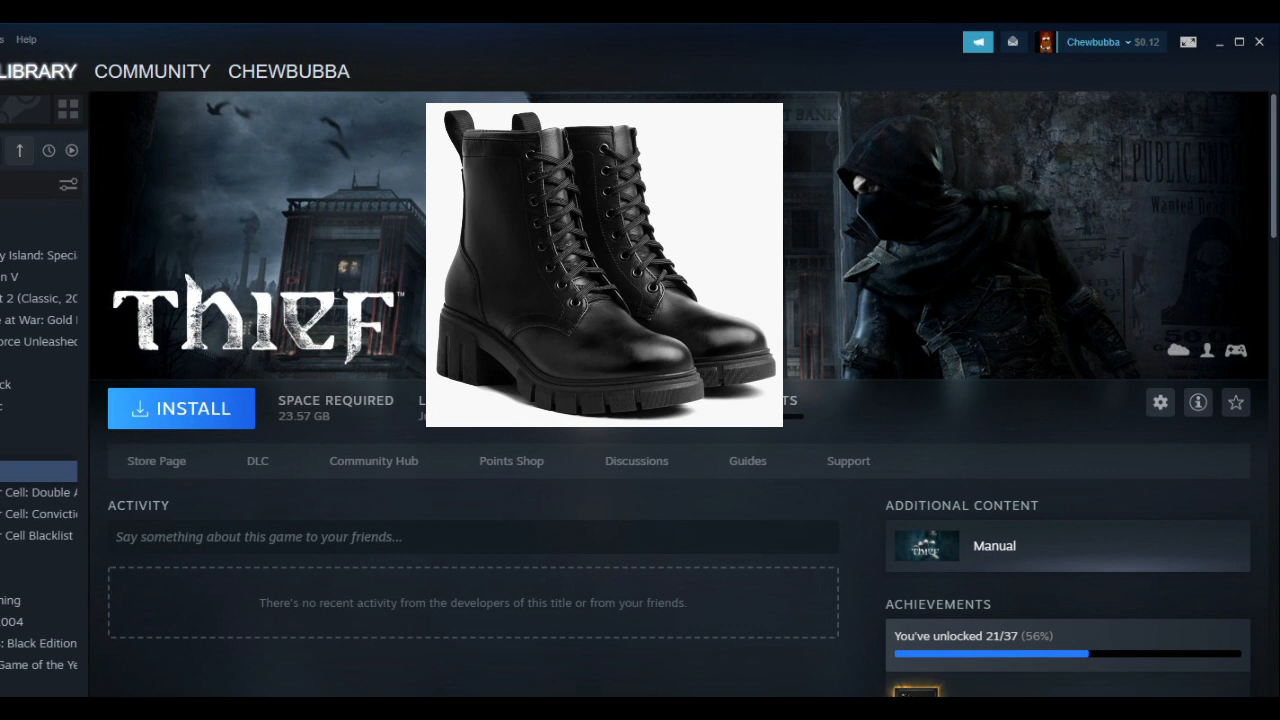 Help
LIBRARY COMMUNITY CHEWBUBBA
Chewbubba $0.12
BANK
PUBLIC ENE
Wanted Dead
THIEF™
INSTALL
SPACE REQUIRED
23.57 GB
Store Page DLC Community Hub Points Shop Discussions Guides Support
y Island: Speci
n V
t 2 (Classic, 20
e at War: Gold
orce Unleashed
ck
r Cell: Double A
r Cell: Convicti
r Cell Blacklist
ning
2004
: Black Edition
Game of the Ye
ACTIVITY
Say something about this game to your friends...
There's no recent activity from the developers of this title or from your friends.
ADDITIONAL CONTENT
THIEF
Manual
ACHIEVEMENTS
You've unlocked 21/37 (56%)